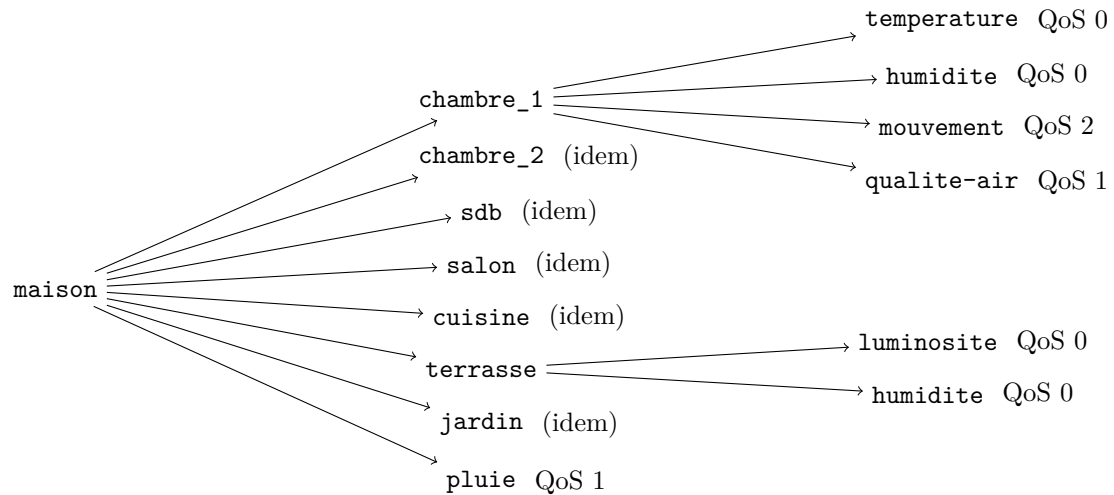 temperature QoS 0
humidite QoS 0
chambre_1
mouvement QoS 2
chambre_2 (idem)
qualite-air QoS 1
sdb (idem)
salon (idem)
maison
cuisine (idem)
luminosite QoS 0
terrasse
humidite QoS 0
jardin (idem)
pluie QoS 1